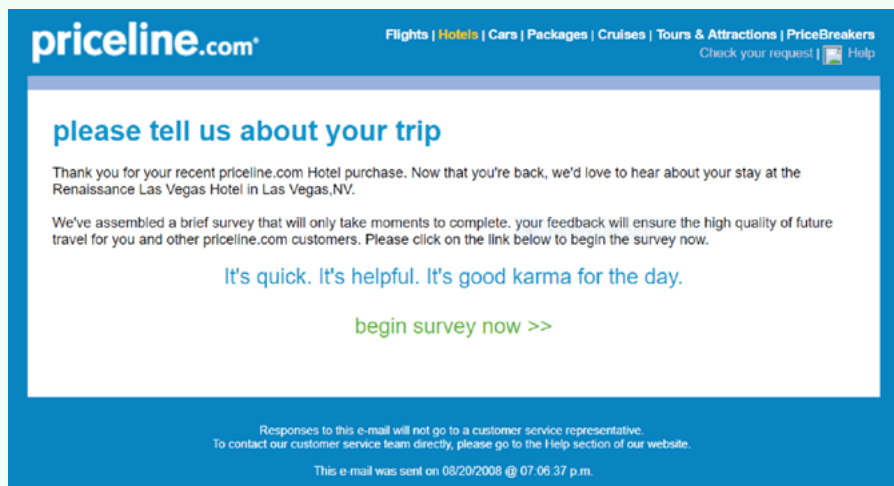 priceline.com
Flights | Hotels | Cars | Packages | Cruises | Tours & Attractions | PriceBreakers
Check your request | Help
please tell us about your trip
Thank you for your recent priceline.com Hotel purchase. Now that you're back, we'd love to hear about your stay at the
Renaissance Las Vegas Hotel in Las Vegas,NV.
We've assembled a brief survey that will only take moments to complete. your feedback will ensure the high quality of future
travel for you and other priceline.com customers. Please click on the link below to begin the survey now.
It's quick. It's helpful. It's good karma for the day.
begin survey now >>
Responses to this e-mail will not go to a customer service representative.
To contact our customer service team directly, please go to the Help section of our website.
This e-mail was sent on 08/20/2008 @ 07:06:37 p.m.